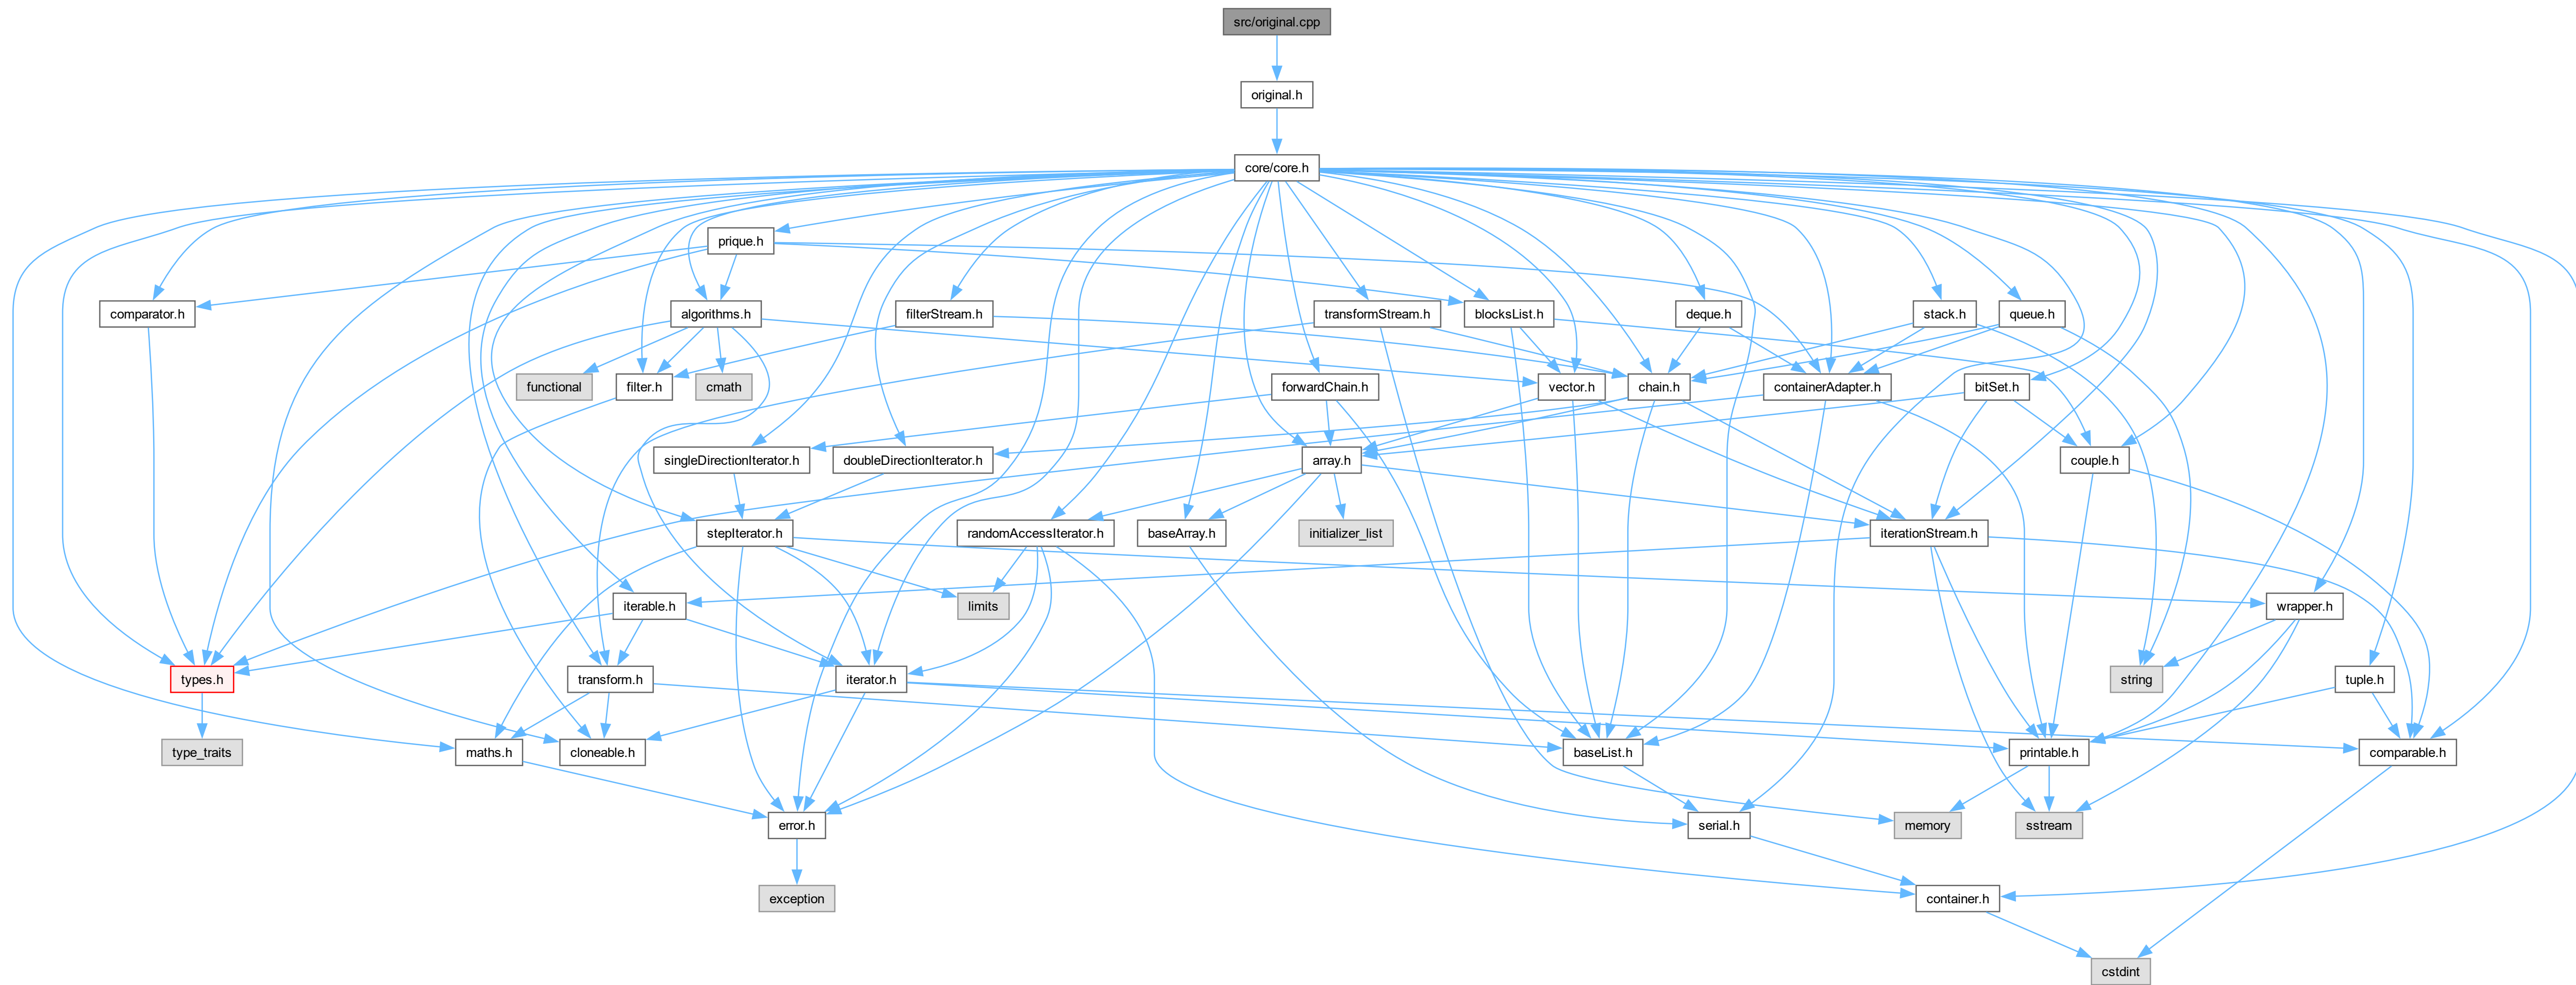 src/original.cpp
original.h
core/core.h
prique.h
comparator.h
algorithms.h
filterStream.h
transformStream.h
blocksList.h
deque.h
stack.h
queue.h
functional
filter.h
cmath
forwardChain.h
vector.h
chain.h
containerAdapter.h
bitSet.h
singleDirectionIterator.h
doubleDirectionIterator.h
array.h
couple.h
stepIterator.h
randomAccessIterator.h
baseArray.h
initializer_list
iterationStream.h
iterable.h
limits
wrapper.h
types.h
transform.h
iterator.h
string
tuple.h
type_traits
maths.h
cloneable.h
baseList.h
printable.h
comparable.h
error.h
serial.h
memory
sstream
exception
container.h
cstdint